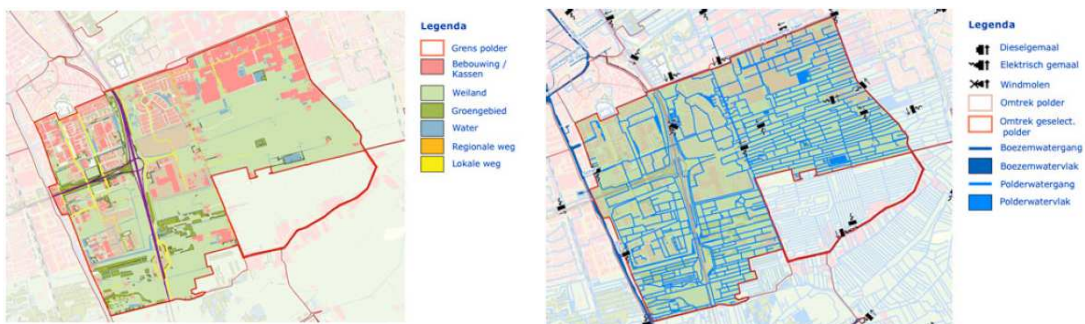 Legenda
Grens polder
Bebouwing /
Kassen
Weiland
Groengebied
Water
Regionale weg
Lokale weg
Legenda
Dieselgemaal
Elektrisch gemaal
Windmolen
Omtrek polder
Omtrek geselect.
polder
Boezemwatergang
Boezemwatervlak
Polderwatergang
Polderwatervlak